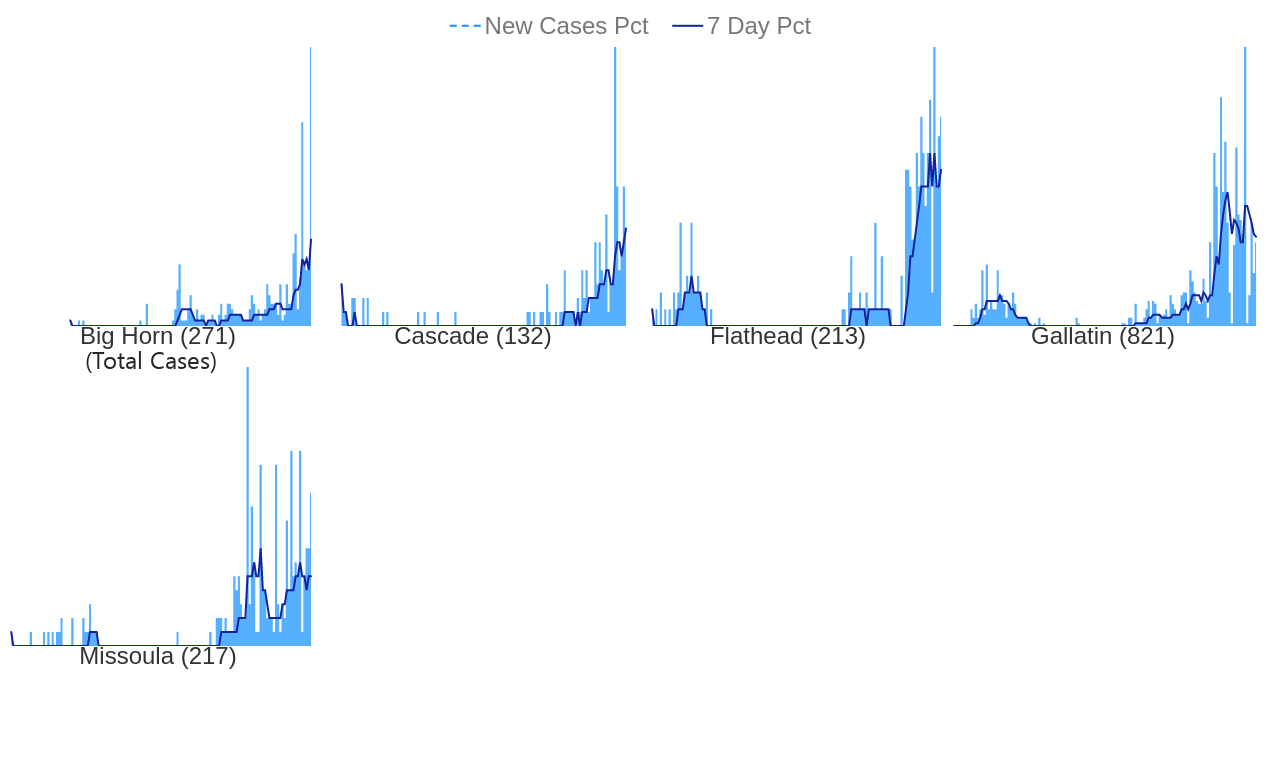 New Cases Pct 7 Day Pct
Big Horn (271) Cascade (132) Flathead (213) Gallatin (821)
(Total Cases)
Missoula (217)